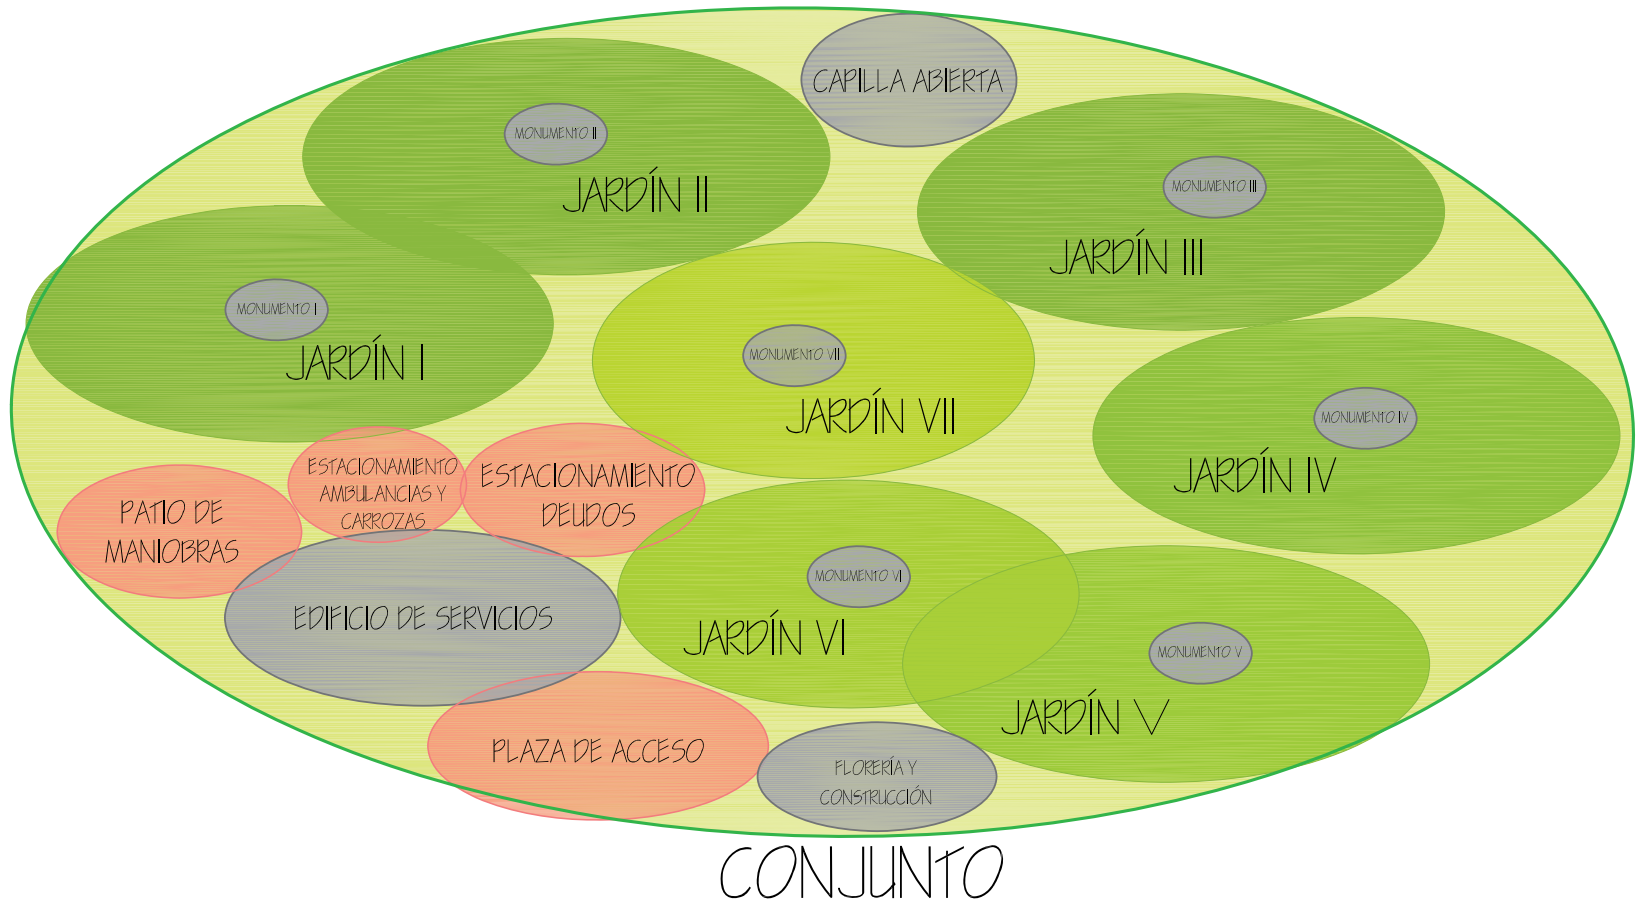 CAPILLA ABIERTA
MONUMENTO II
JARDÍN II
MONUMENTO III
JARDÍN III
MONUMENTO I
JARDÍN I
MONUMENTO VII
JARDÍN VII
MONUMENTO IV
JARDÍN IV
ESTACIONAMIENTO
AMBULANCIAS Y
CARROZAS
ESTACIONAMIENTO
DEUDOS
PATIO DE
MANIOBRAS
EDIFICIO DE SERVICIOS
MONUMENTO VI
JARDÍN VI
MONUMENTO V
JARDÍN V
PLAZA DE ACCESO
FLORERÍA Y
CONSTRUCCIÓN
CONJUNTO